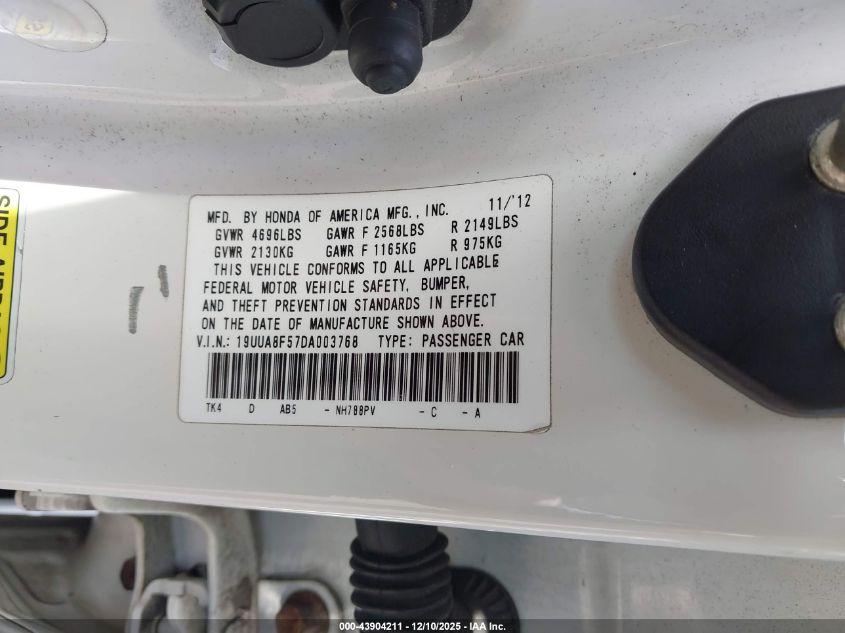 MFD. BY HONDA OF AMERICA MFG., INC. 11/'12
GVWR 4696LBS GAWR F 2568LBS R 2149LBS
GVWR 2130KG GAWR F 1165KG R 975KG
THIS VEHICLE CONFORMS TO ALL APPLICABLE
FEDERAL MOTOR VEHICLE SAFETY, BUMPER,
AND THEFT PREVENTION STANDARDS IN EFFECT
ON THE DATE OF MANUFACTURE SHOWN ABOVE.
V.I.N.: 19UUA8F57DA003768 TYPE: PASSENGER CAR
TK4 D AB5 - NH788PV - C - A
SIDE
000-43904211 - 12/10/2025 - IAA Inc.